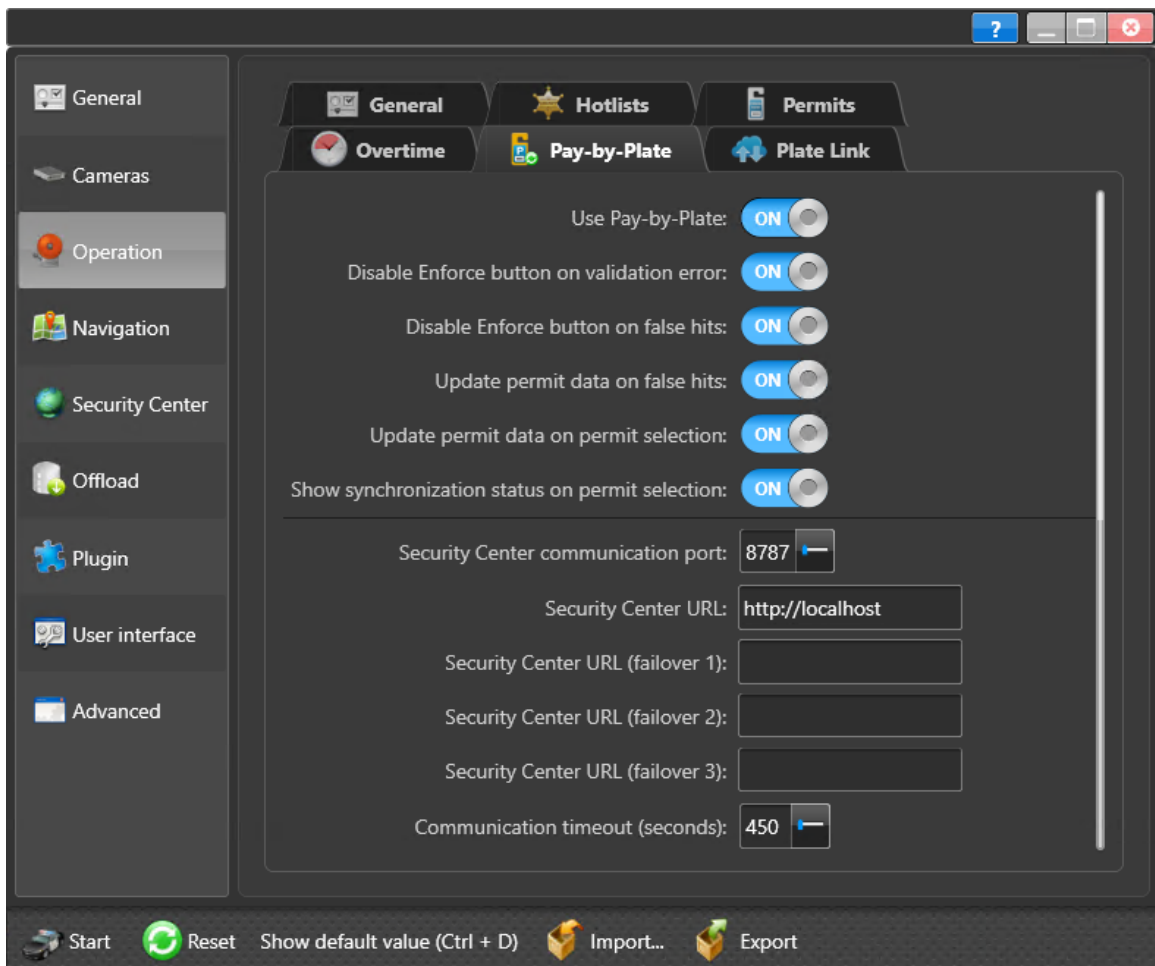 ?
General
Cameras
Operation
Navigation
Security Center
Offload
Plugin
User interface
Advanced
General Hotlists Permits
Overtime Pay-by-Plate Plate Link
Use Pay-by-Plate: ON
Disable Enforce button on validation error: ON
Disable Enforce button on false hits: ON
Update permit data on false hits: ON
Update permit data on permit selection: ON
Show synchronization status on permit selection: ON
Security Center communication port: 8787
Security Center URL: http://localhost
Security Center URL (failover 1):
Security Center URL (failover 2):
Security Center URL (failover 3):
Communication timeout (seconds): 450
Start Reset Show default value (Ctrl + D) Import... Export